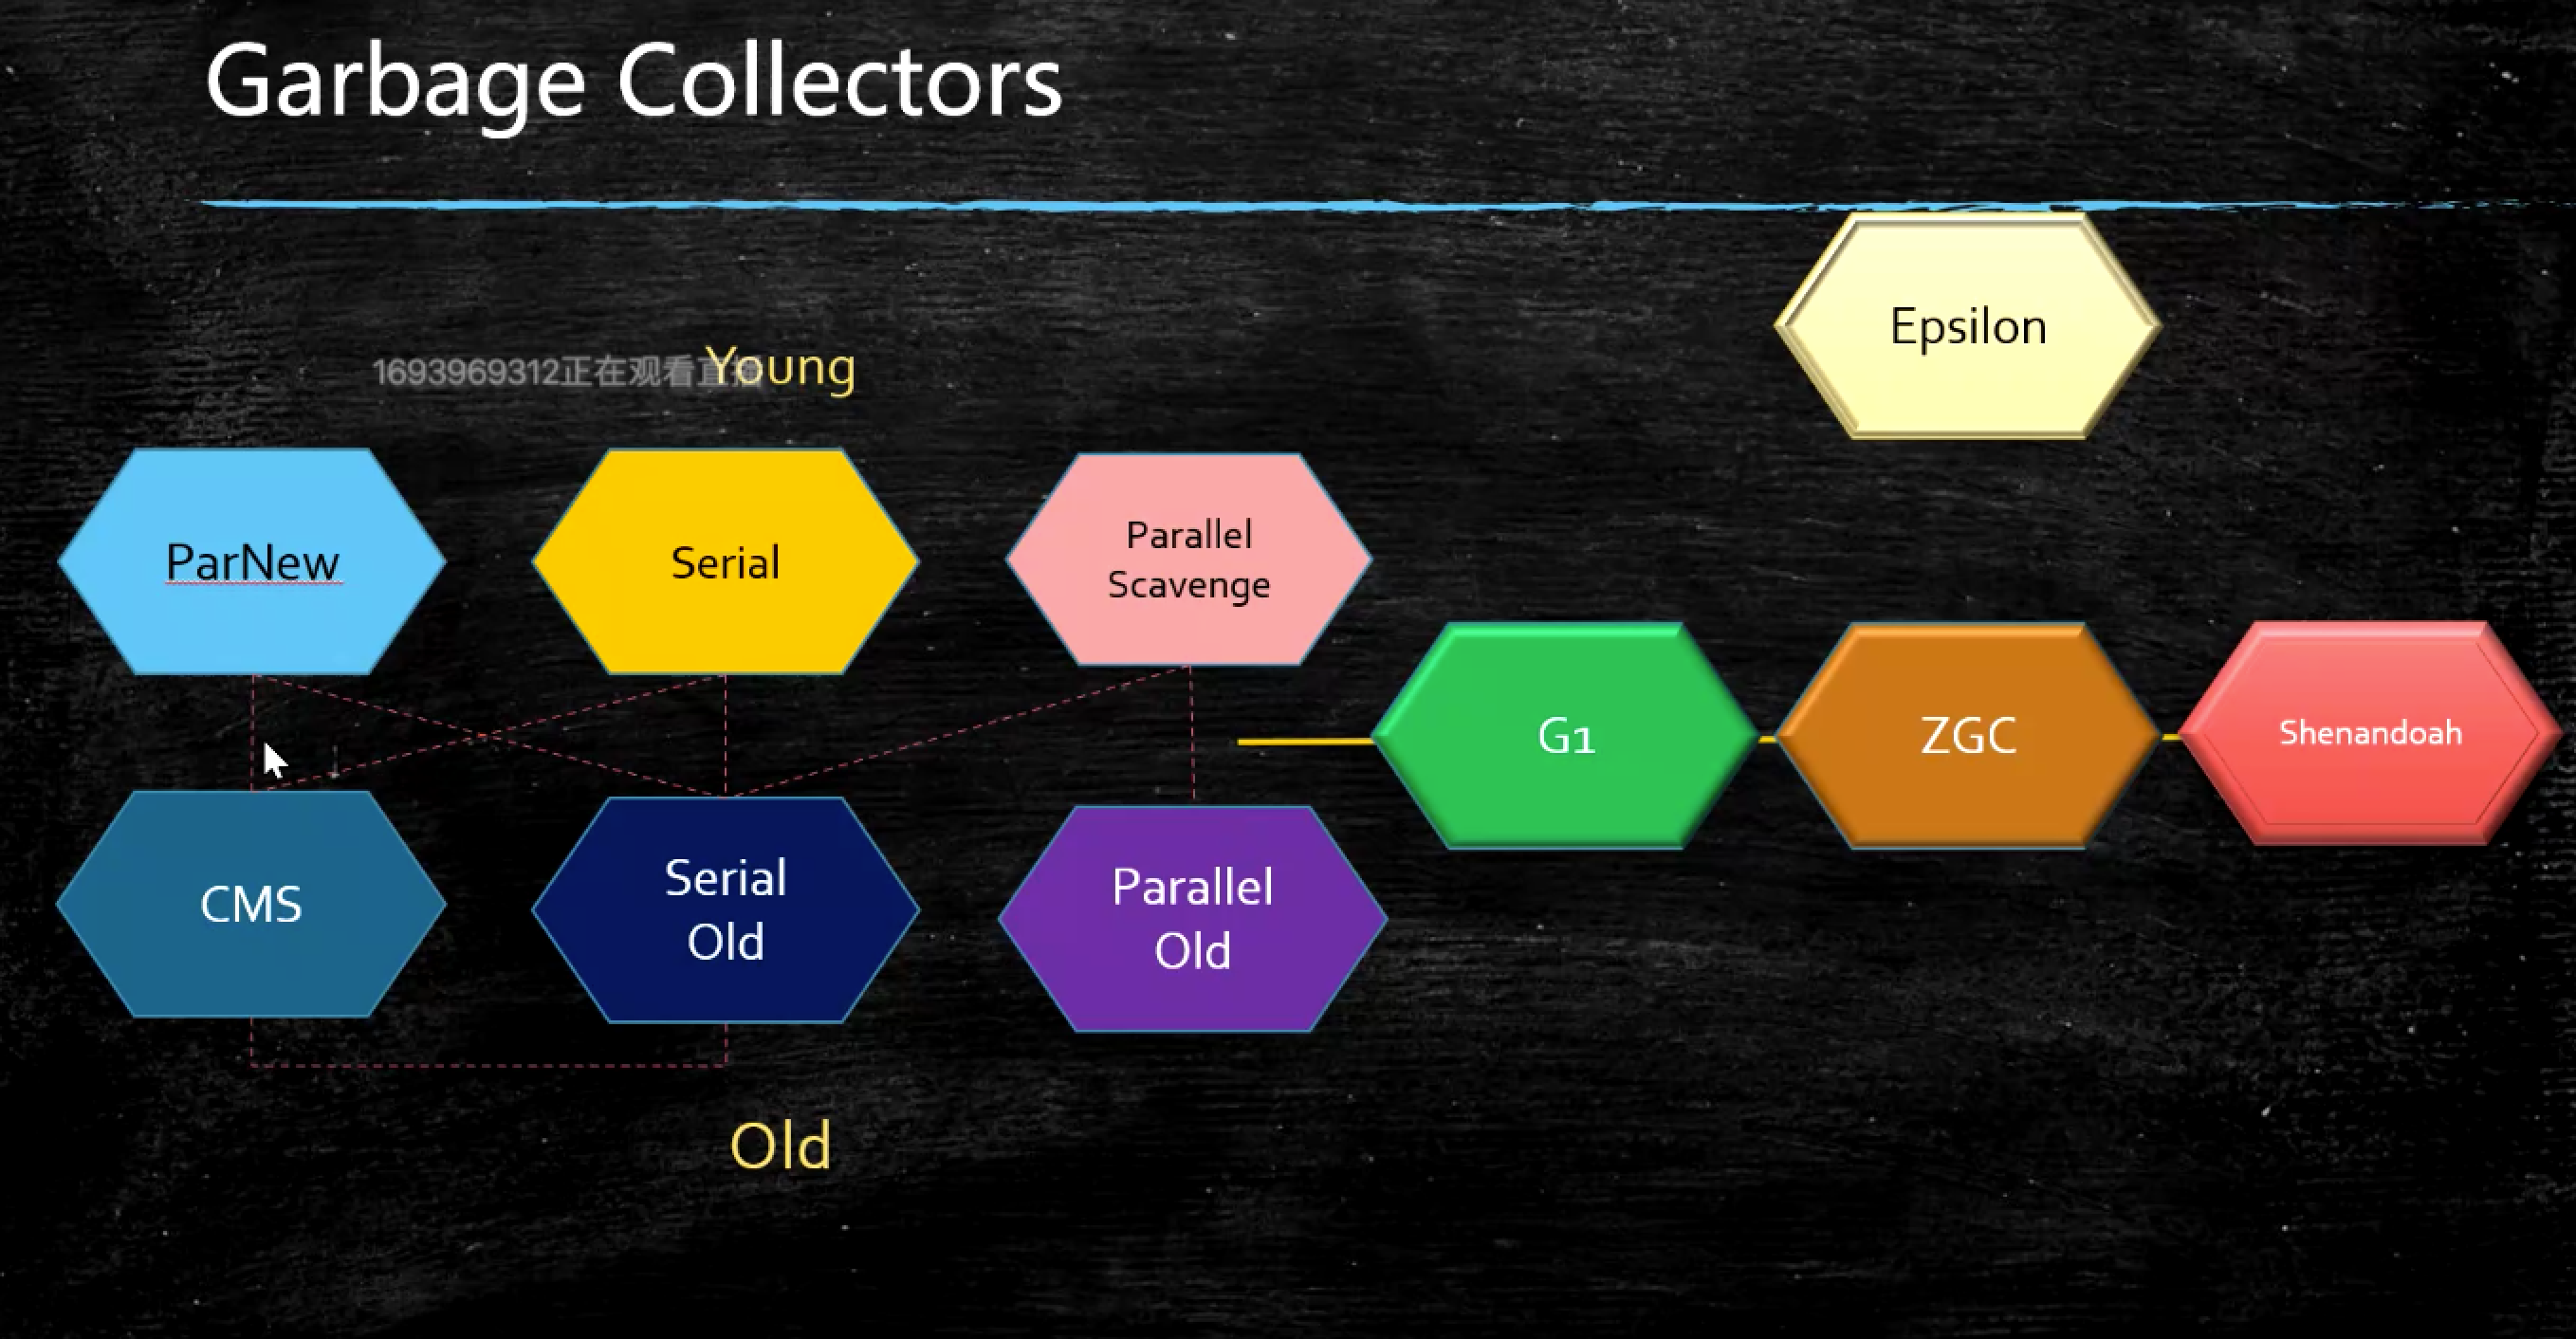 Garbage Collectors
Epsilon
1693969312正在观看直播
Young
ParNew
Serial
Parallel
Scavenge
G1
ZGC
Shenandoah
CMS
Serial
Old
Parallel
Old
Old